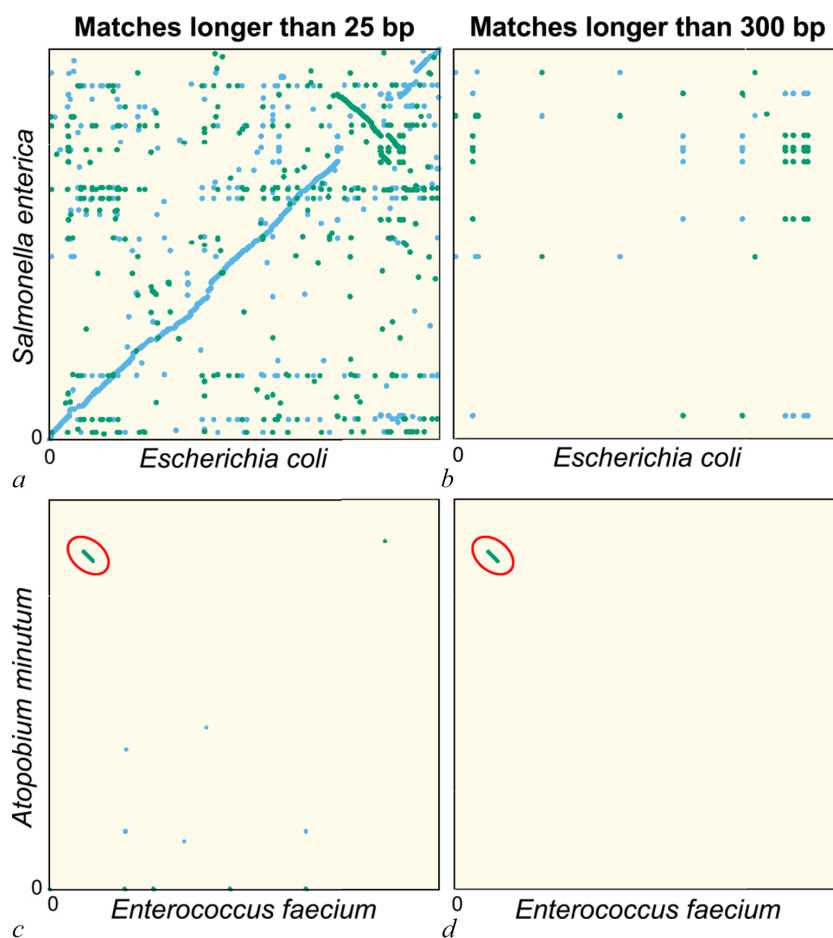 Matches longer than 25 bp
Matches longer than 300 bp
Salmonella enterica
0
0
Escherichia coli
a
0
Escherichia coli
b
Atopobium minutum
0
0
Enterococcus faecium
c
0
Enterococcus faecium
d